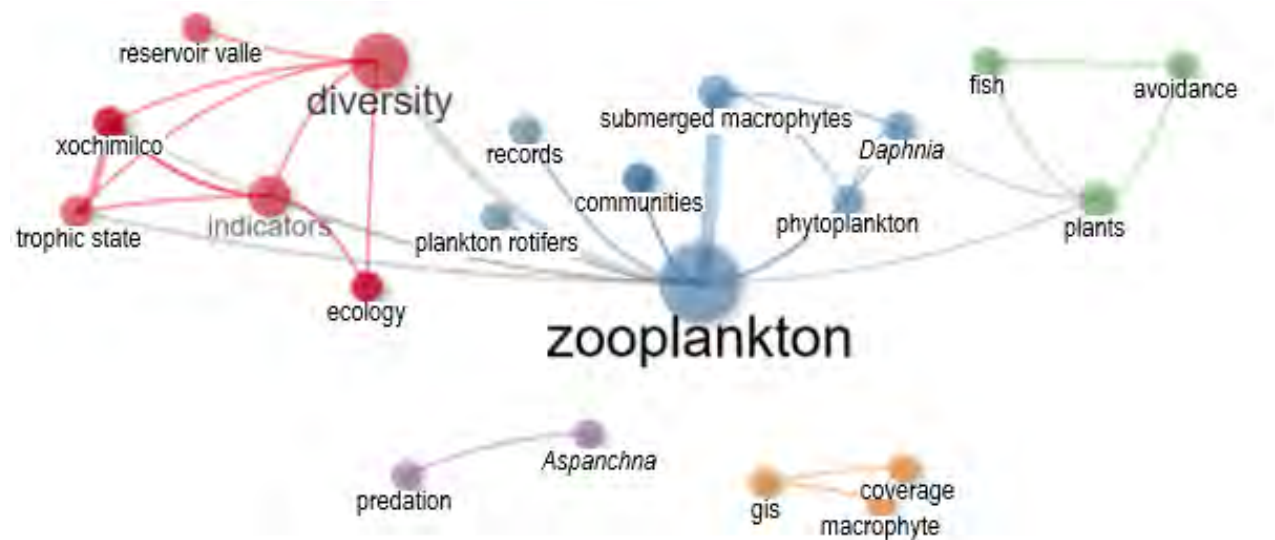 reservoir valle
diversity
fish
avoidance
submerged macrophytes
xochimilco
records
Daphnia
communities
indicators
trophic state
plankton rotifers
phytoplankton
plants
ecology
zooplankton
Aspanchna
predation
coverage
gis
macrophyte